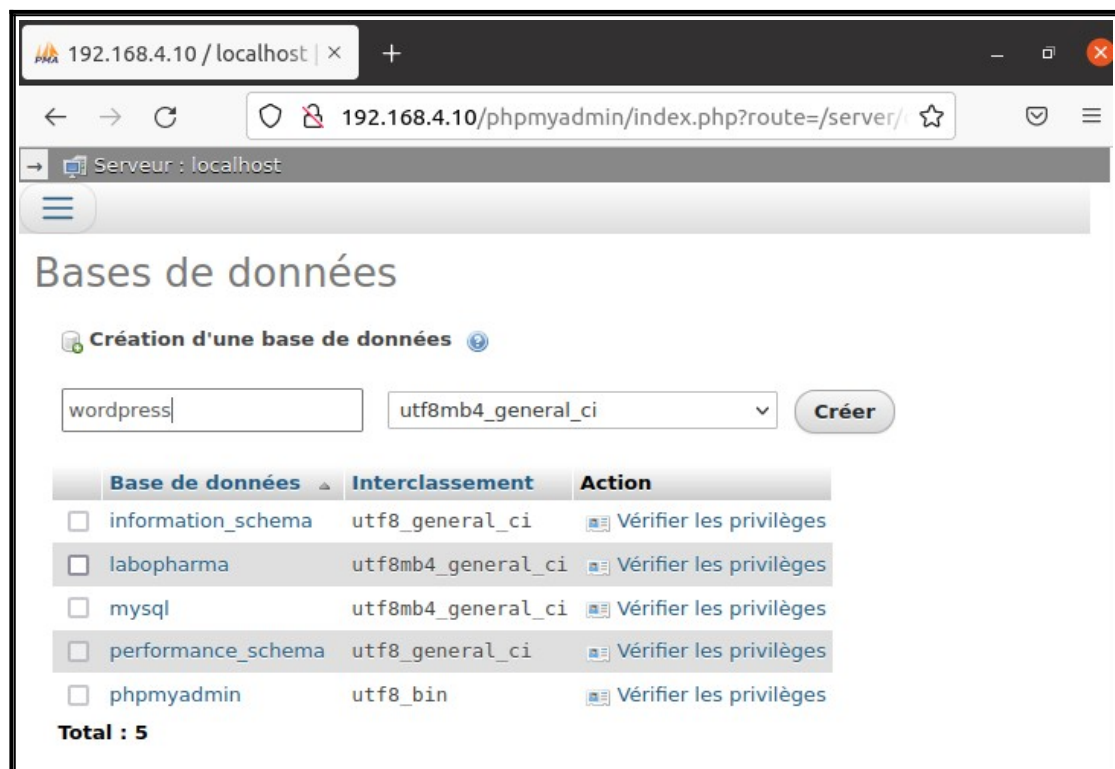 PMA 192.168.4.10 / localhost |
192.168.4.10/phpmyadmin/index.php?route=/server/
Serveur : localhost
Bases de données
Création d'une base de données
wordpress utf8mb4_general_ci Créer
Base de données Interclassement Action
information_schema utf8_general_ci Vérifier les privilèges
labopharma utf8mb4_general_ci Vérifier les privilèges
mysql utf8mb4_general_ci Vérifier les privilèges
performance_schema utf8_general_ci Vérifier les privilèges
phpmyadmin utf8_bin Vérifier les privilèges
Total : 5